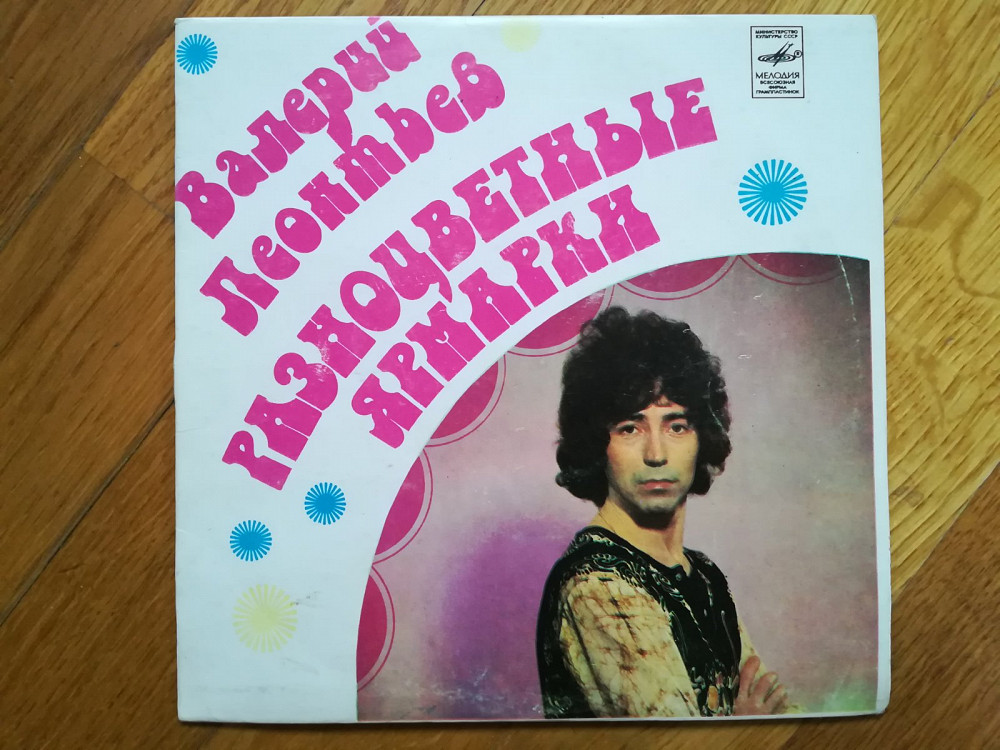 Валерий
Леонтьев
РАЗНОЦВЕТНЫЕ
ЯРМАРКИ
МИНИСТЕРСТВО
КУЛЬТУРЫ СССР
МЕЛОДИЯ
ВСЕСОЮЗНАЯ
ФИРМА
ГРАМПЛАСТИНОК